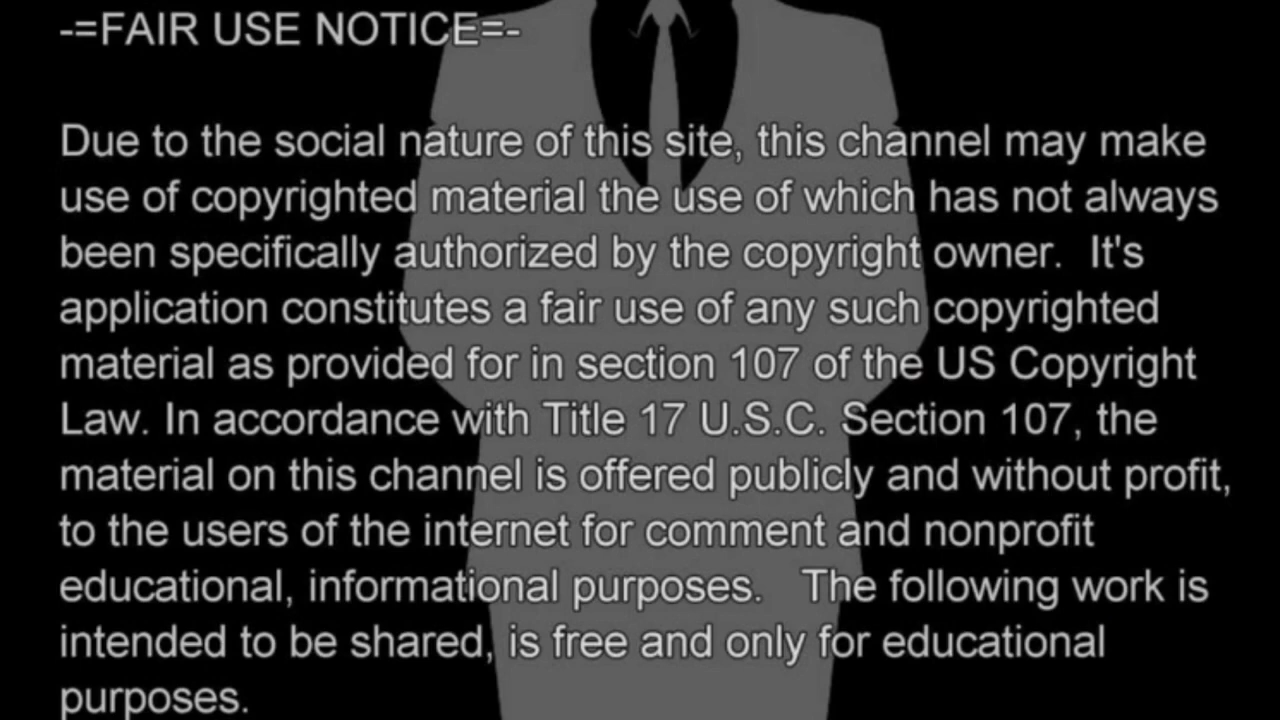 -=FAIR USE NOTICE=-
Due to the social nature of this site, this channel may make
use of copyrighted material the use of which has not always
been specifically authorized by the copyright owner.  It's
application constitutes a fair use of any such copyrighted
material as provided for in section 107 of the US Copyright
Law. In accordance with Title 17 U.S.C. Section 107, the
material on this channel is offered publicly and without profit,
to the users of the internet for comment and nonprofit
educational, informational purposes.   The following work is
intended to be shared, is free and only for educational
purposes.